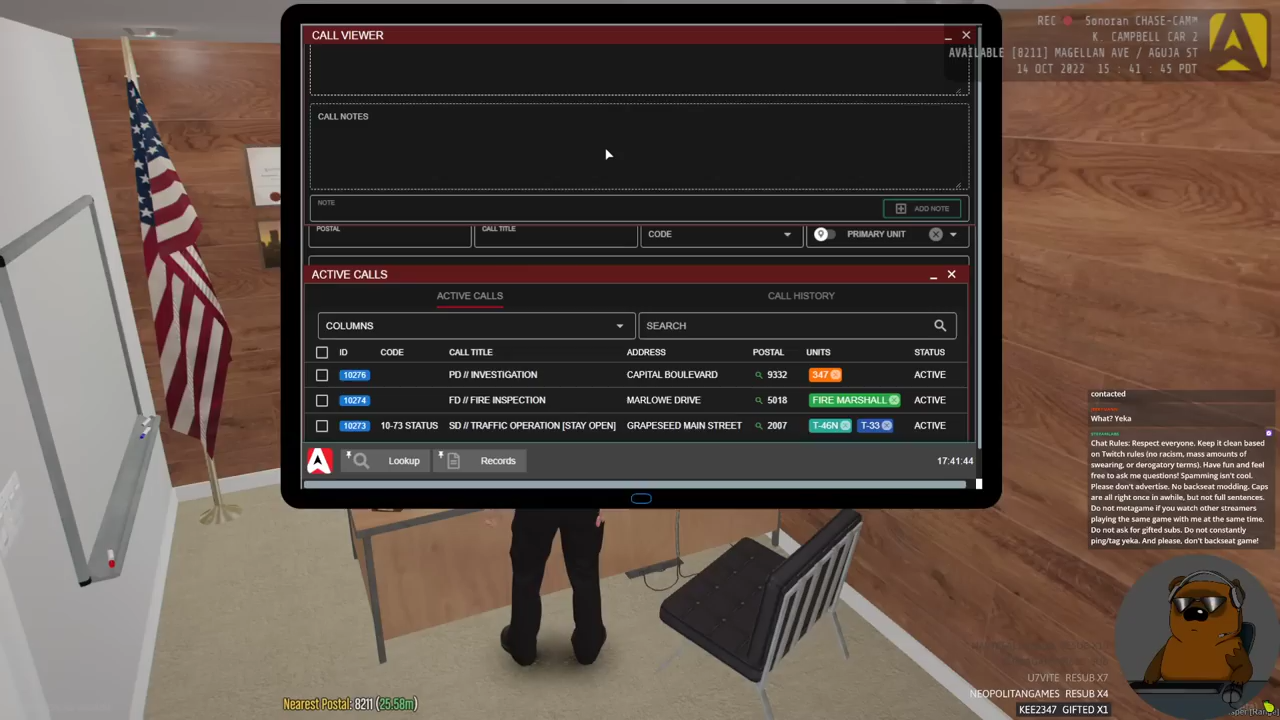 CALL VIEWER
REC Sonoran CHASE-CAM™
K. CAMPBELL CAR 2
AVAILABLE [8211] MAGELLAN AVE / AGUJA ST
14 OCT 2022 15 : 41 : 45 PDT
CALL NOTES
NOTE
ADD NOTE
POSTAL CALL TITLE CODE PRIMARY UNIT
ACTIVE CALLS
ACTIVE CALLS CALL HISTORY
COLUMNS SEARCH
ID CODE CALL TITLE ADDRESS POSTAL UNITS STATUS
10276 PD // INVESTIGATION CAPITAL BOULEVARD 9332 347 ACTIVE
10274 FD // FIRE INSPECTION MARLOWE DRIVE 5018 FIRE MARSHALL ACTIVE
10273 10-73 STATUS SD // TRAFFIC OPERATION [STAY OPEN] GRAPESEED MAIN STREET 2007 T-46N T-33 ACTIVE
Lookup Records 17:41:44
contacted
What! Yeka
Chat Rules: Respect everyone. Keep it clean based
on Twitch rules (no racism, mass amounts of
swearing, or derogatory terms). Have fun and feel
free to ask me questions! Spamming isn't cool.
Please don't advertise. No backseat modding. Caps
are all right once in awhile, but not full sentences.
Do not metagame if you watch other streamers
playing the same game with me at the same time.
Do not ask for gifted subs. Do not constantly
ping/tag yeka. And please, don't backseat game!
U7VITE RESUB X7
NEOPOLITANGAMES RESUB X4
KEE2347 GIFTED X1
Nearest Postal: 8211 (25.58m)